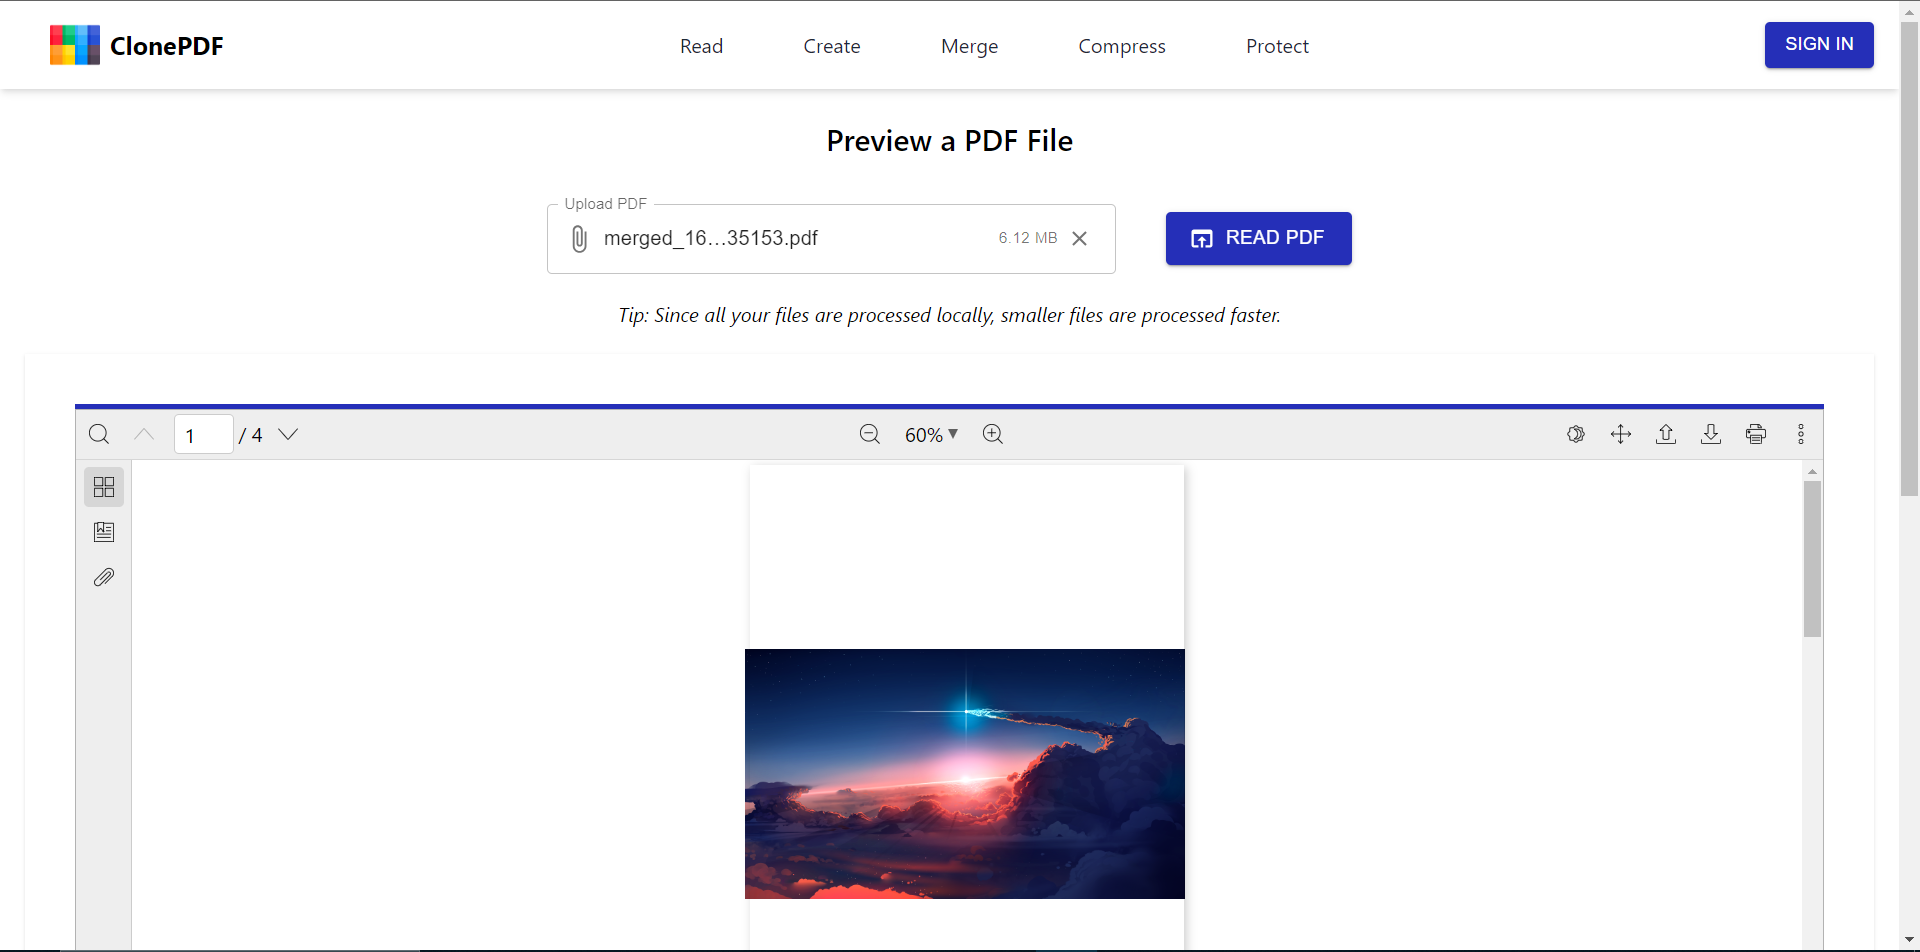 ClonePDF
Read Create Merge Compress Protect
SIGN IN
Preview a PDF File
Upload PDF
merged_16...35153.pdf 6.12 MB
READ PDF
Tip: Since all your files are processed locally, smaller files are processed faster.
1 / 4
60%